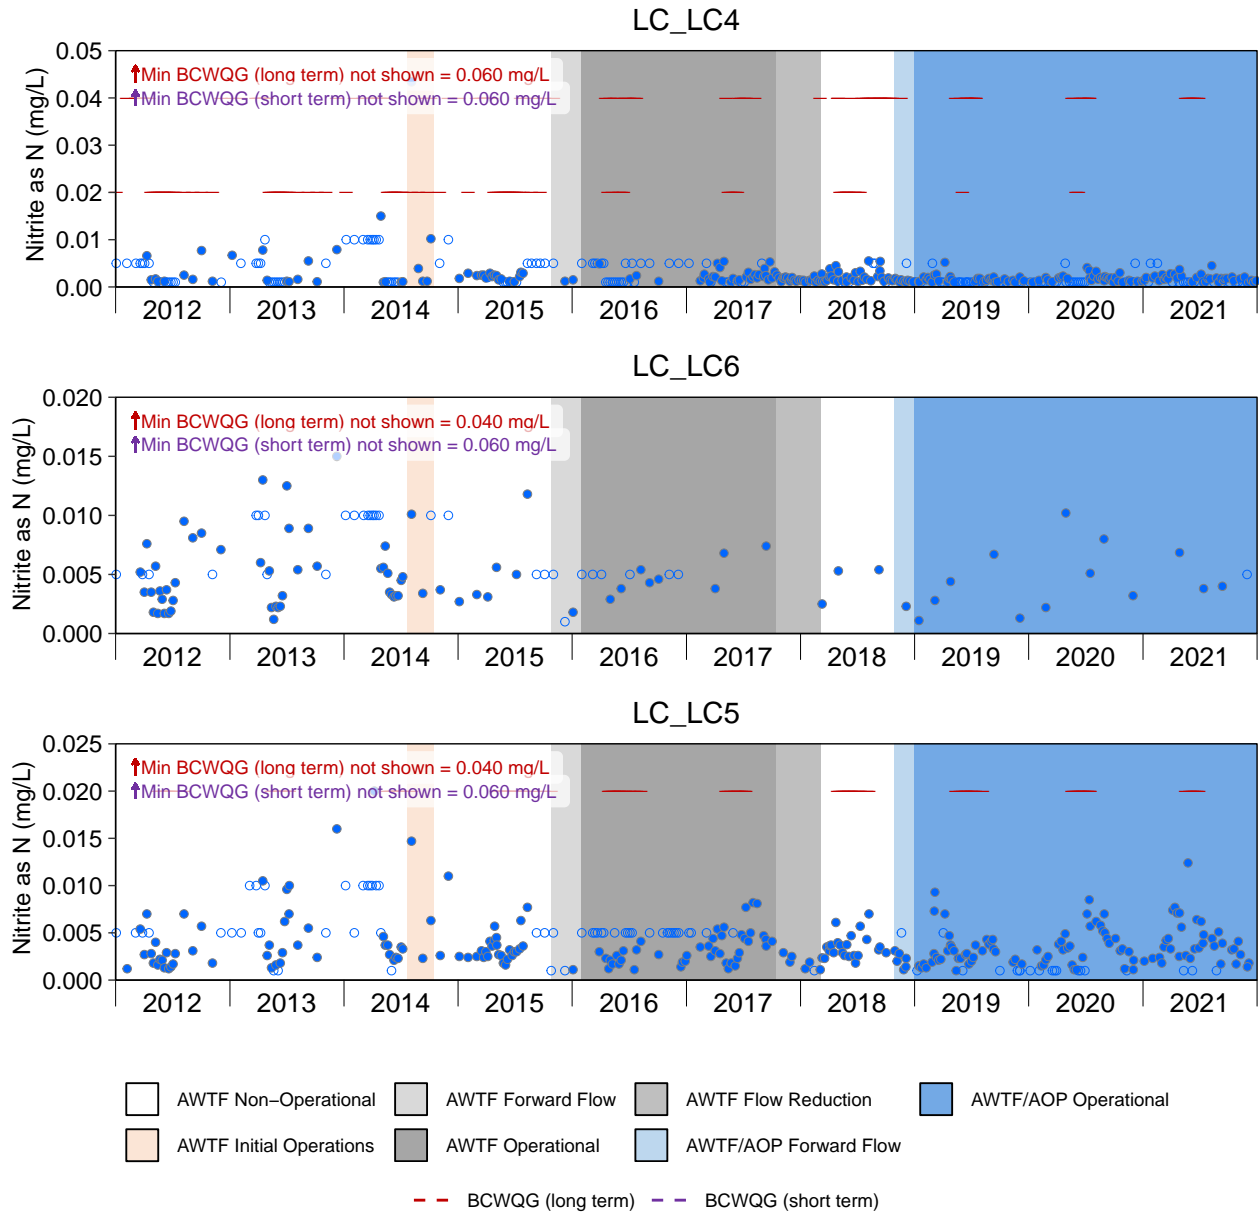 LC_LC4
Nitrite as N (mg/L)
0.05
0.04
0.03
0.02
0.01
0.00
Min BCWQG (long term) not shown = 0.060 mg/L
Min BCWQG (short term) not shown = 0.060 mg/L
2012 2013 2014 2015 2016 2017 2018 2019 2020 2021
LC_LC6
Nitrite as N (mg/L)
0.020
0.015
0.010
0.005
0.000
Min BCWQG (long term) not shown = 0.040 mg/L
Min BCWQG (short term) not shown = 0.060 mg/L
2012 2013 2014 2015 2016 2017 2018 2019 2020 2021
LC_LC5
Nitrite as N (mg/L)
0.025
0.020
0.015
0.010
0.005
0.000
Min BCWQG (long term) not shown = 0.040 mg/L
Min BCWQG (short term) not shown = 0.060 mg/L
2012 2013 2014 2015 2016 2017 2018 2019 2020 2021
AWTF Non−Operational AWTF Forward Flow AWTF Flow Reduction AWTF/AOP Operational
AWTF Initial Operations AWTF Operational AWTF/AOP Forward Flow
BCWQG (long term) BCWQG (short term)